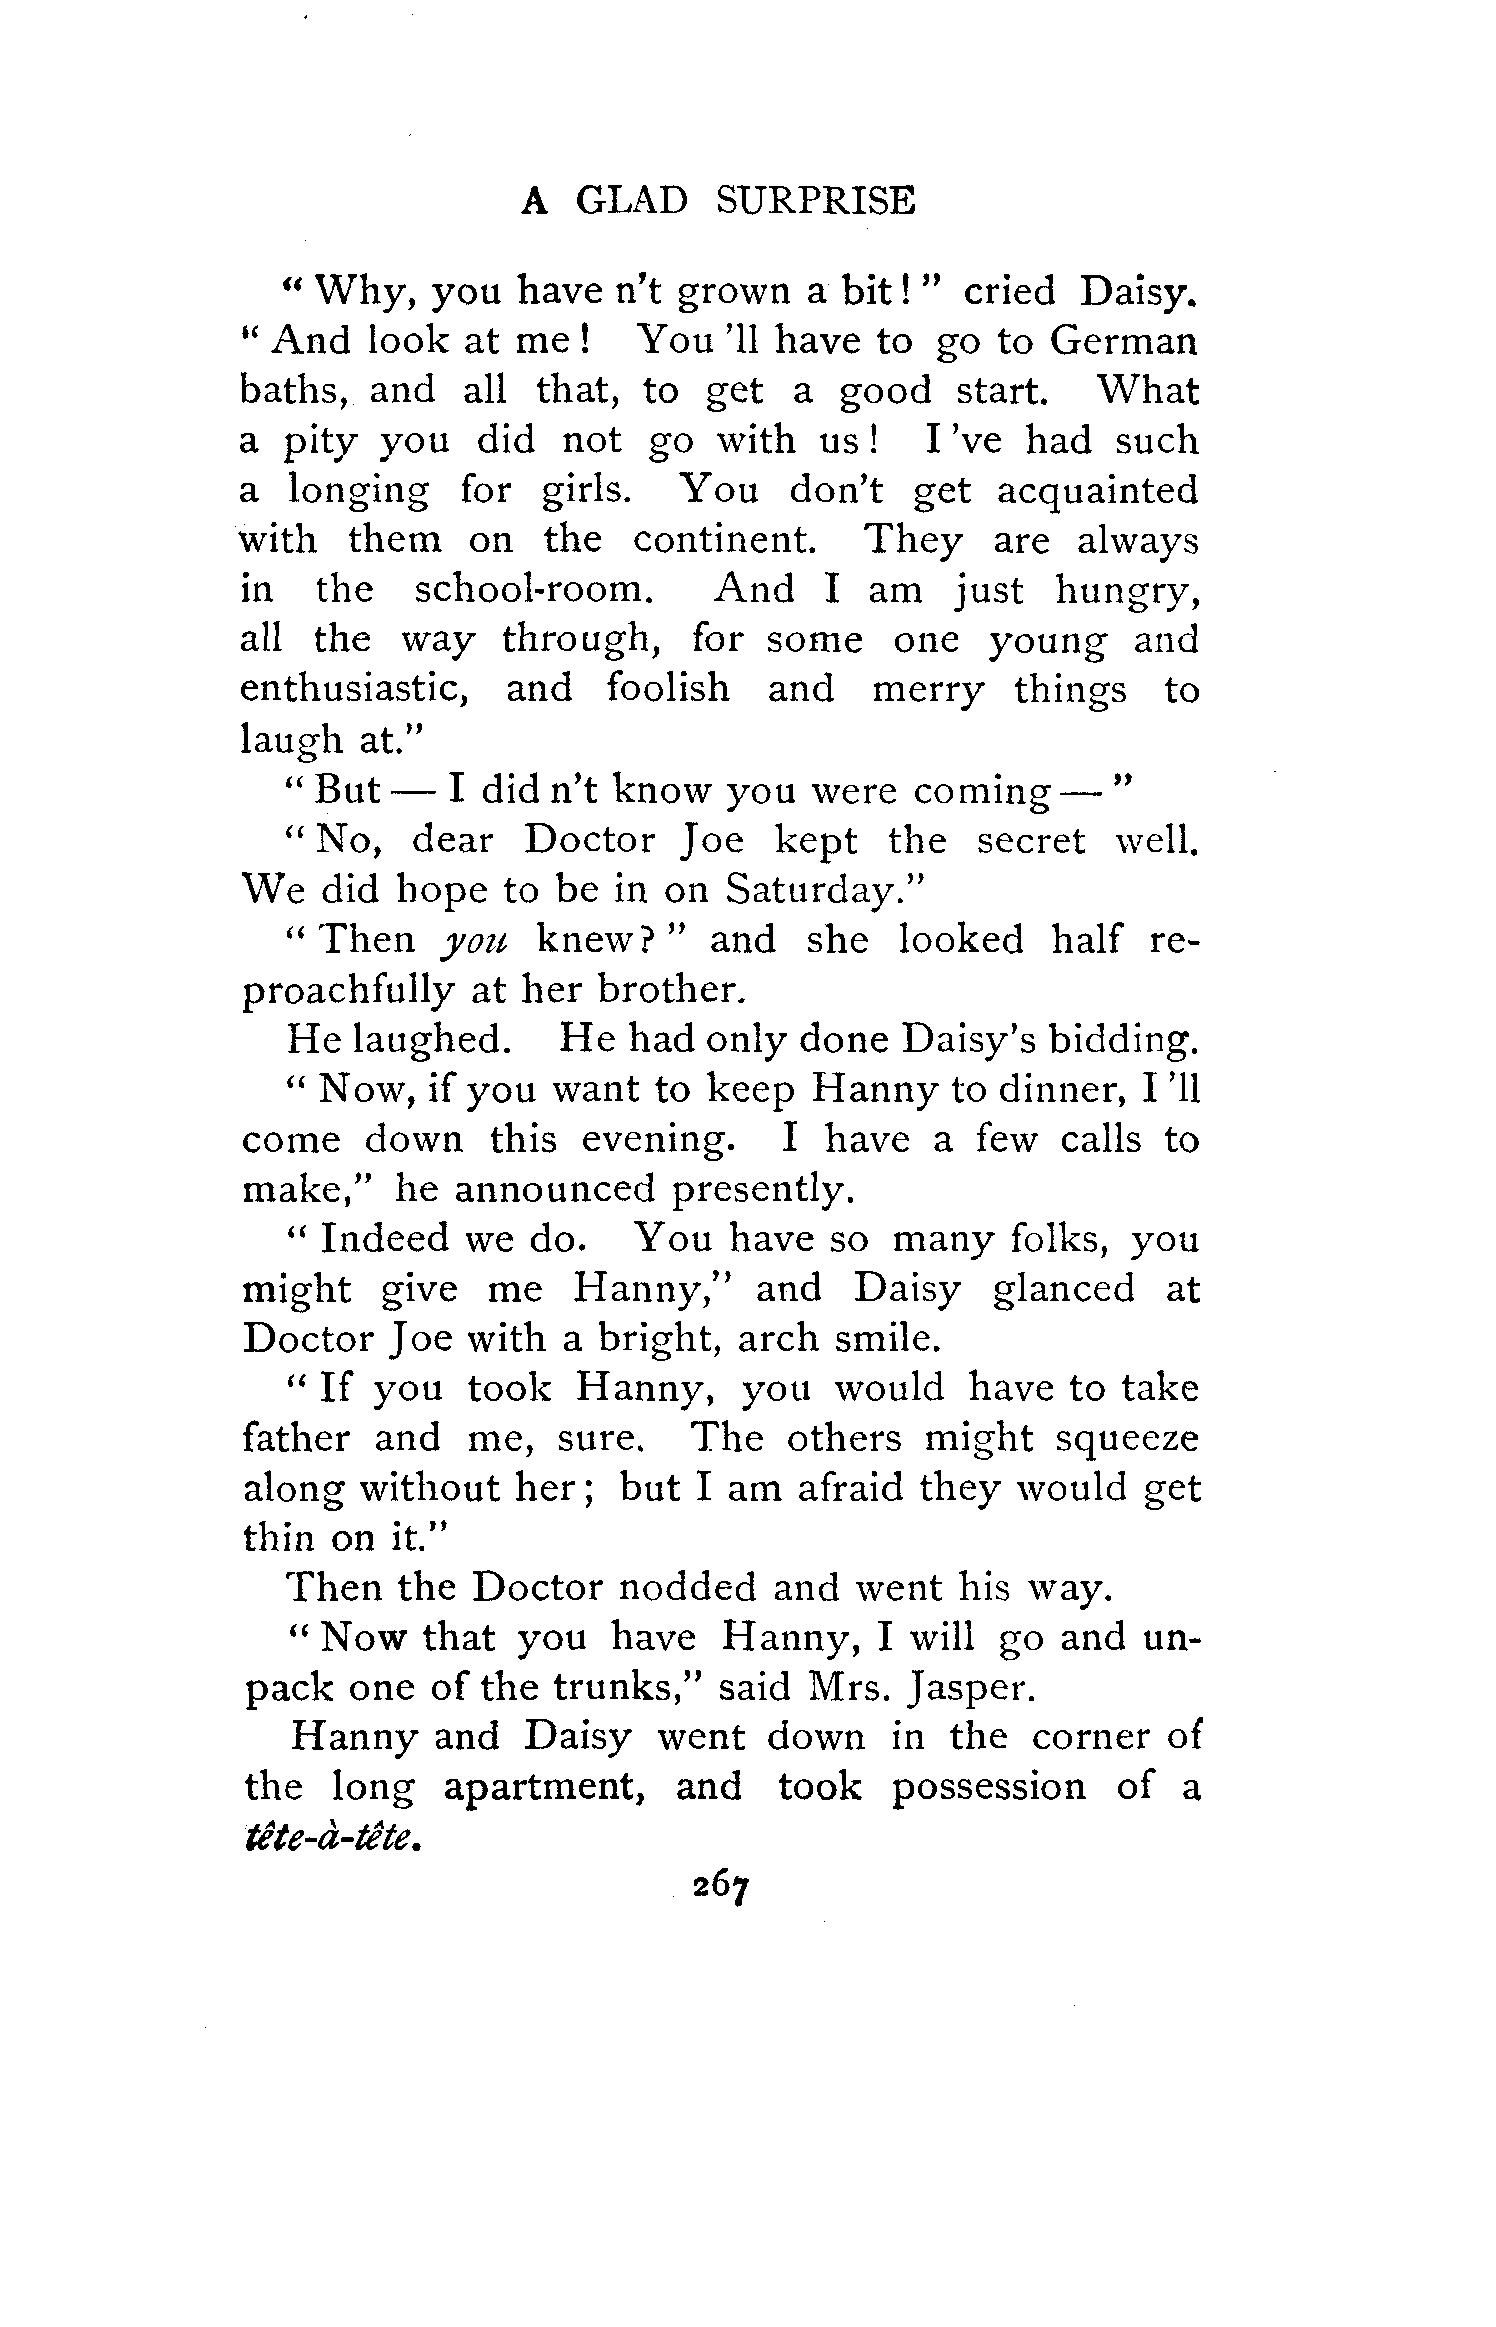 A GLAD SURPRISE
" Why, you have n't grown a bit! " cried Daisy.
" And look at me! You 'll have to go to German
baths, and all that, to get a good start. What
a pity you did not go with us! I 've had such
a longing for girls. You don't get acquainted
with them on the continent. They are always
in the school-room. And I am just hungry,
all the way through, for some one young and
enthusiastic, and foolish and merry things to
laugh at."
" But — I did n't know you were coming — "
" No, dear Doctor Joe kept the secret well.
We did hope to be in on Saturday."
" Then you knew? " and she looked half re-
proachfully at her brother.
He laughed. He had only done Daisy's bidding.
" Now, if you want to keep Hanny to dinner, I 'll
come down this evening. I have a few calls to
make," he announced presently.
" Indeed we do. You have so many folks, you
might give me Hanny," and Daisy glanced at
Doctor Joe with a bright, arch smile.
" If you took Hanny, you would have to take
father and me, sure. The others might squeeze
along without her; but I am afraid they would get
thin on it."
Then the Doctor nodded and went his way.
" Now that you have Hanny, I will go and un-
pack one of the trunks," said Mrs. Jasper.
Hanny and Daisy went down in the corner of
the long apartment, and took possession of a
tête-à-tête.
267